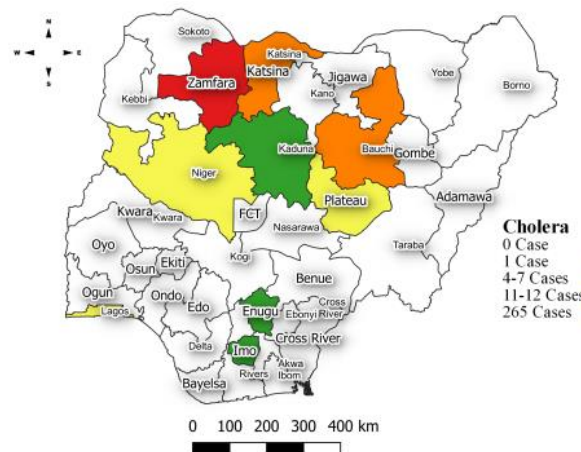 N
W E
S
Sokoto
Katsina
Zamfara
Katsina
Jigawa
Yobe
Borno
Kano
Kebbi
Kaduna
Bauchi
Gombe
Niger
Plateau
Adamawa
FCT
Kwara
Kwara
Nasarawa
Taraba
Cholera
0 Case
1 Case
4-7 Cases
11-12 Cases
265 Cases
Oyo
Kogi
Osun
Ekiti
Benue
Ogun
Ondo
Edo
Enugu
Cross
River
Lagos
Ebonyi
Delta
Imo
Cross River
Akwa
Ibom
Rivers
Bayelsa
0 100 200 300 400 km